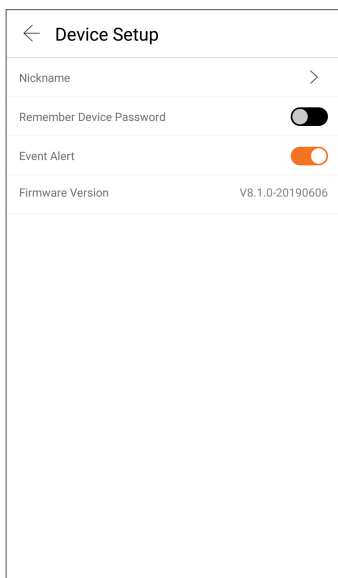 Device Setup
Nickname
Remember Device Password
Event Alert
Firmware Version V8.1.0-20190606